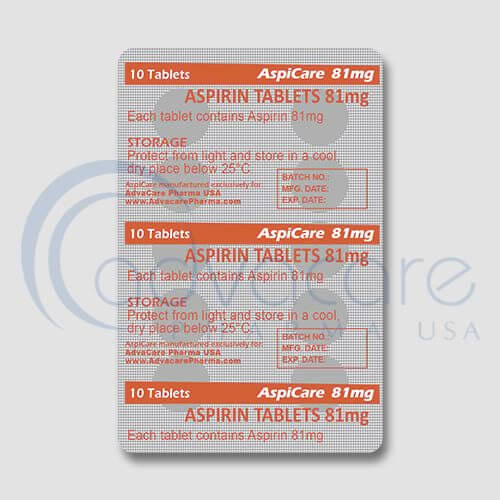 10 Tablets AspiCare 81mg
ASPIRIN TABLETS 81mg
Each tablet contains Aspirin 81mg
STORAGE
Protect from light and store in a cool,
dry place below 25°C.
AspiCare manufactured exclusively for:
AdvaCare Pharma USA
www.AdvacarePharma.com
BATCH NO.:
MFG. DATE:
EXP. DATE:
10 Tablets AspiCare 81mg
ASPIRIN TABLETS 81mg
Each tablet contains Aspirin 81mg
STORAGE
Protect from light and store in a cool,
dry place below 25°C.
AspiCare manufactured exclusively for:
AdvaCare Pharma USA
www.AdvacarePharma.com
BATCH NO.:
MFG. DATE:
EXP. DATE:
advacare
PHARMA USA
10 Tablets AspiCare 81mg
ASPIRIN TABLETS 81mg
Each tablet contains Aspirin 81mg